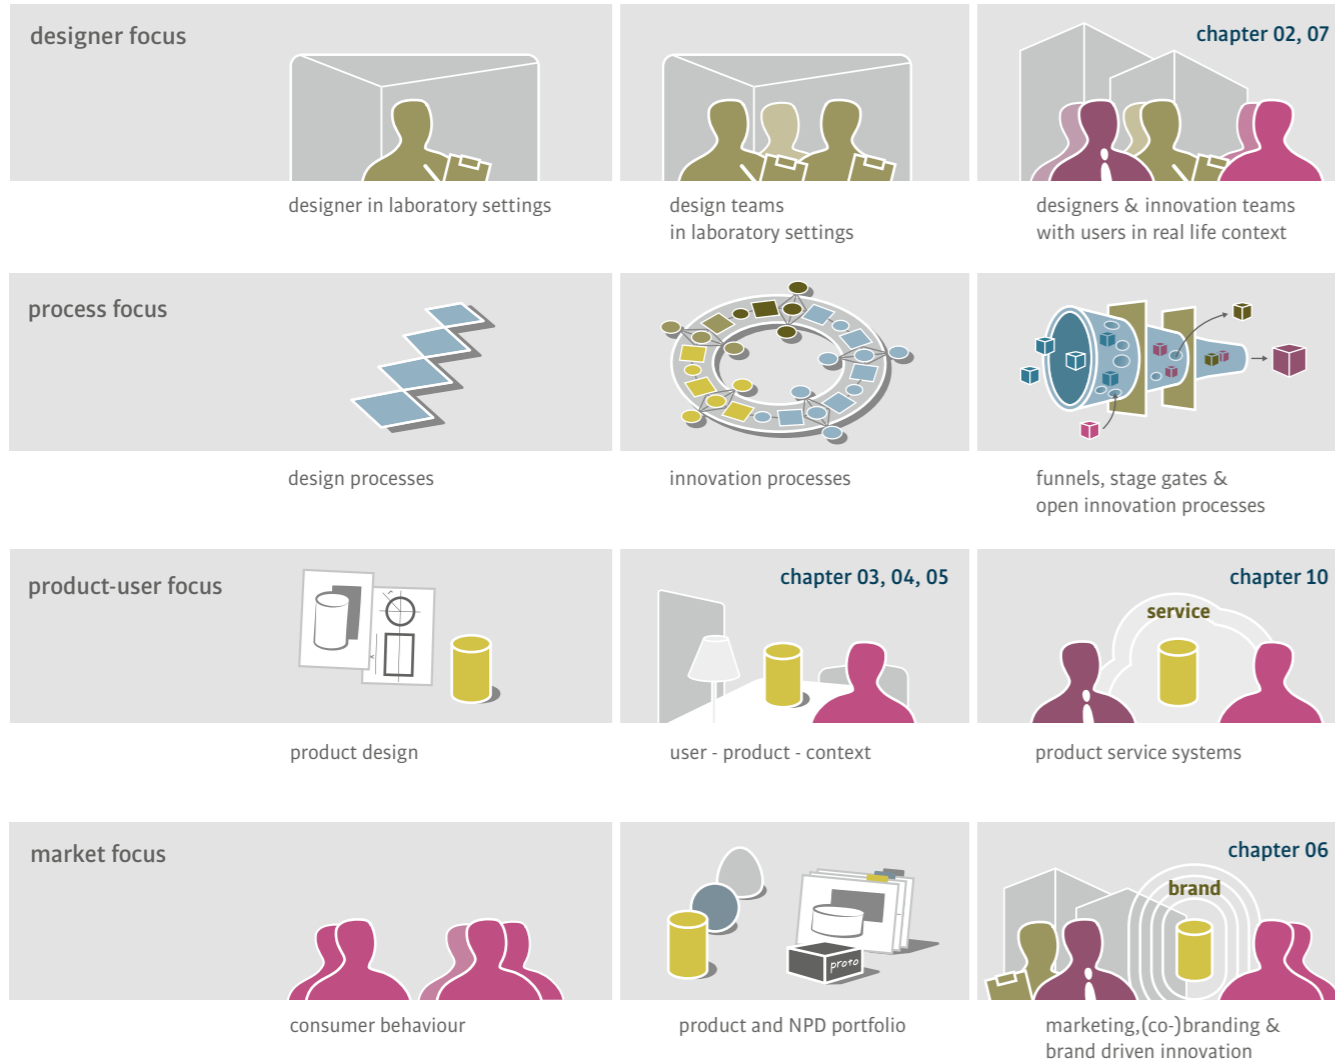 designer focus
chapter 02, 07
designer in laboratory settings
design teams
in laboratory settings
designers & innovation teams
with users in real life context
process focus
design processes
innovation processes
funnels, stage gates &
open innovation processes
product-user focus
chapter 03, 04, 05
chapter 10
service
product design
user - product - context
product service systems
market focus
chapter 06
brand
proto
consumer behaviour
product and NPD portfolio
marketing,(co-)branding &
brand driven innovation